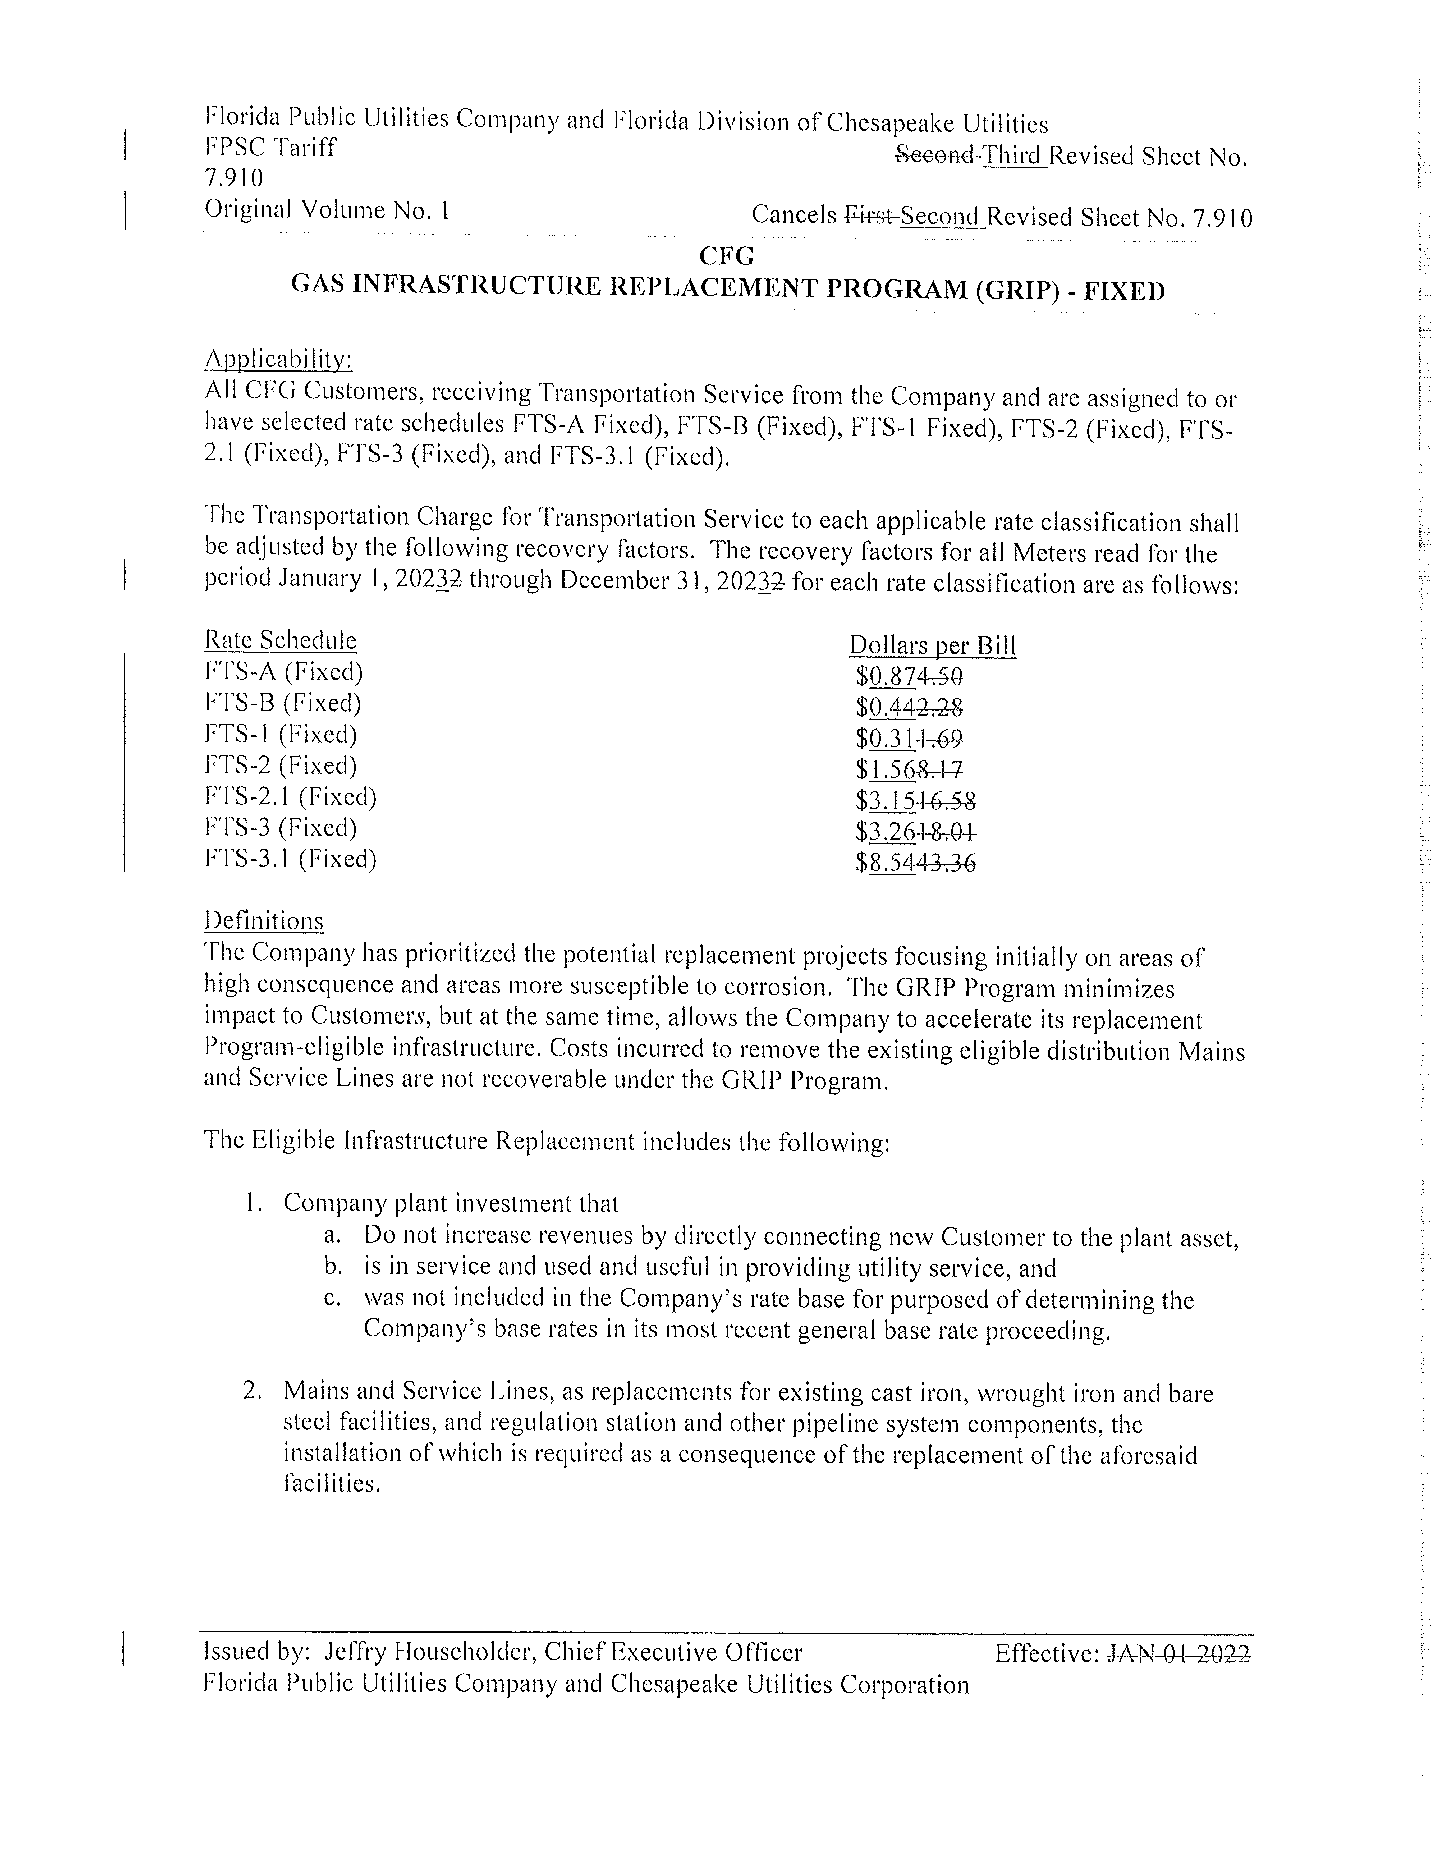 Florida Public Utilities Company and Florida Division of Chesapeake Utilities
FPSC Tariff Second Third Revised Sheet No.
7.910
Original Volume No. 1 Cancels First Second Revised Sheet No. 7.910
CFG
GAS INFRASTRUCTURE REPLACEMENT PROGRAM (GRIP) - FIXED
Applicability:
All CFG Customers, receiving Transportation Service from the Company and are assigned to or
have selected rate schedules FTS-A Fixed), FTS-B (Fixed), FTS-1 Fixed), FTS-2 (Fixed), FTS-
2.1 (Fixed), FTS-3 (Fixed), and FTS-3.1 (Fixed).
The Transportation Charge for Transportation Service to each applicable rate classification shall
be adjusted by the following recovery factors. The recovery factors for all Meters read for the
period January 1, 20232 through December 31, 20232 for each rate classification are as follows:
Rate Schedule Dollars per Bill
FTS-A (Fixed) $0.874.50
FTS-B (Fixed) $0.442.28
FTS-1 (Fixed) $0.311.69
FTS-2 (Fixed) $1.568.17
FTS-2.1 (Fixed) $3.1516.58
FTS-3 (Fixed) $3.2618.01
FTS-3.1 (Fixed) $8.5443.36
Definitions
The Company has prioritized the potential replacement projects focusing initially on areas of
high consequence and areas more susceptible to corrosion. The GRIP Program minimizes
impact to Customers, but at the same time, allows the Company to accelerate its replacement
Program-eligible infrastructure. Costs incurred to remove the existing eligible distribution Mains
and Service Lines are not recoverable under the GRIP Program.
The Eligible Infrastructure Replacement includes the following:
1. Company plant investment that
a. Do not increase revenues by directly connecting new Customer to the plant asset,
b. is in service and used and useful in providing utility service, and
c. was not included in the Company's rate base for purposed of determining the
Company's base rates in its most recent general base rate proceeding.
2. Mains and Service Lines, as replacements for existing cast iron, wrought iron and bare
steel facilities, and regulation station and other pipeline system components, the
installation of which is required as a consequence of the replacement of the aforesaid
facilities.
Issued by: Jeffry Householder, Chief Executive Officer Effective: JAN 01 2022
Florida Public Utilities Company and Chesapeake Utilities Corporation